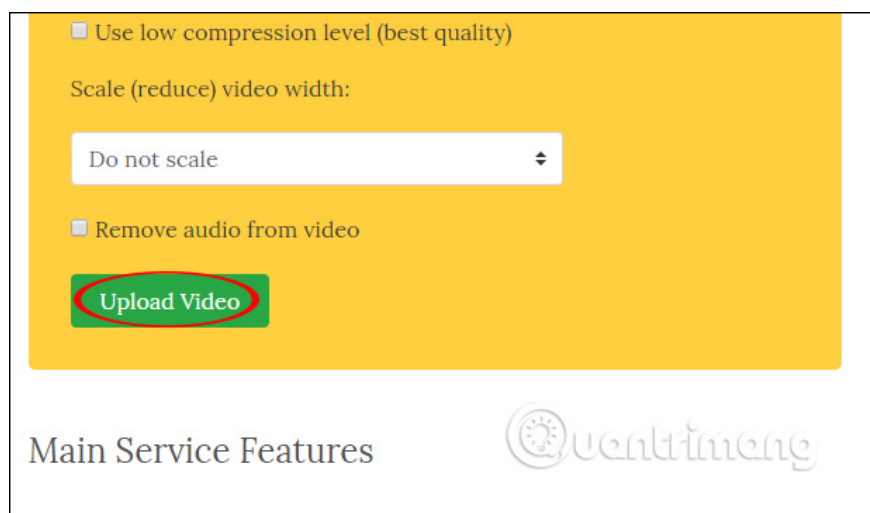 Use low compression level (best quality)
Scale (reduce) video width:
Do not scale
Remove audio from video
Upload Video
Main Service Features
Quantrimang